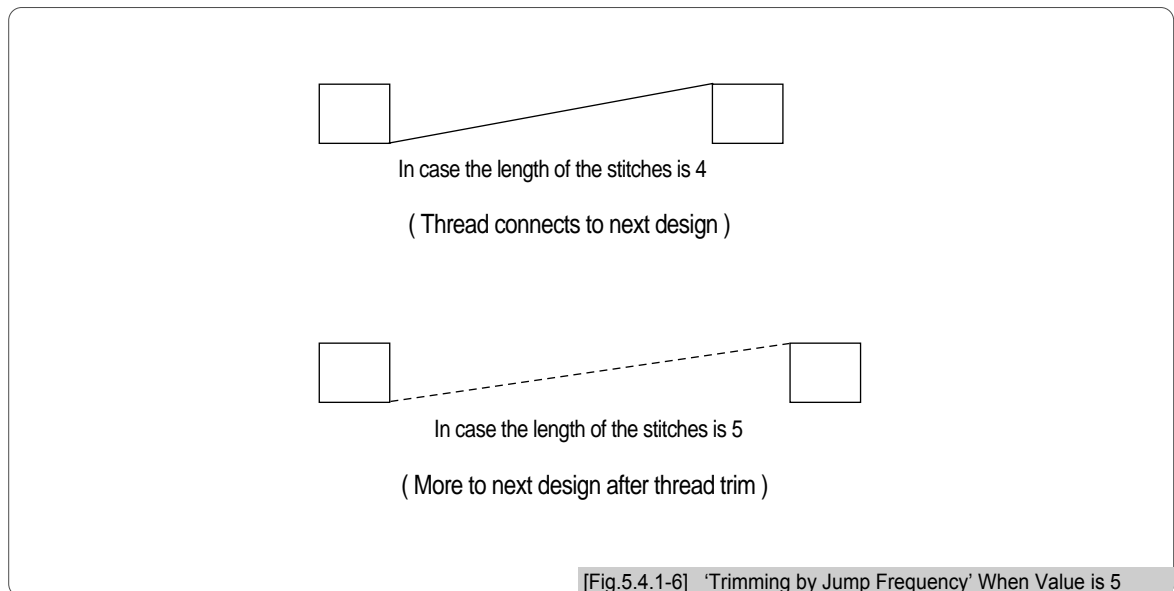 In case the length of the stitches is 4
( Thread connects to next design )
In case the length of the stitches is 5
( More to next design after thread trim )
[Fig.5.4.1-6] ‘Trimming by Jump Frequency’ When Value is 5